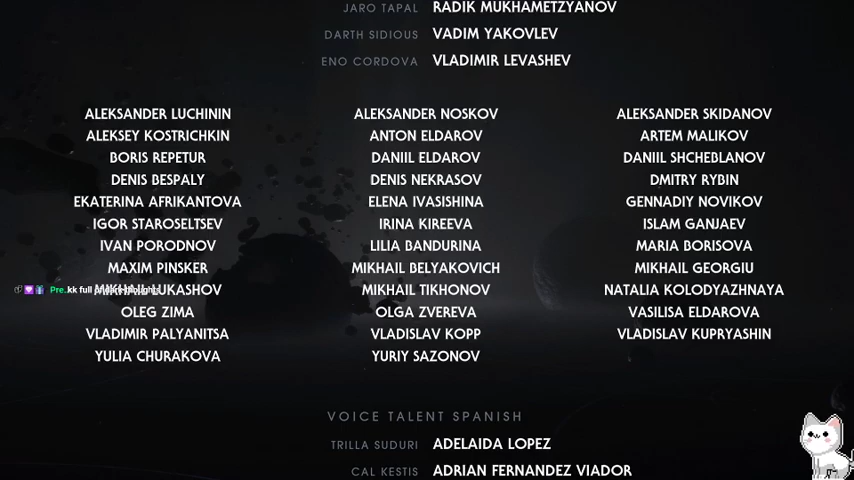 JARO TAPAL RADIK MUKHAMETZYANOV
DARTH SIDIOUS VADIM YAKOVLEV
ENO CORDOVA VLADIMIR LEVASHEV
ALEKSANDER LUCHININ ALEKSANDER NOSKOV ALEKSANDER SKIDANOV
ALEKSEY KOSTRICHKIN ANTON ELDAROV ARTEM MALIKOV
BORIS REPETUR DANIIL ELDAROV DANIIL SHCHEBLANOV
DENIS BESPALY DENIS NEKRASOV DMITRY RYBIN
EKATERINA AFRIKANTOVA ELENA IVASISHINA GENNADIY NOVIKOV
IGOR STAROSELTSEV IRINA KIREEVA ISLAM GANJAEV
IVAN PORODNOV LILIA BANDURINA MARIA BORISOVA
MAXIM PINSKER MIKHAIL BELYAKOVICH MIKHAIL GEORGIU
Pre..kk full LUKASHOV MIKHAIL TIKHONOV NATALIA KOLODYAZHNAYA
OLEG ZIMA OLGA ZVEREVA VASILISA ELDAROVA
VLADIMIR PALYANITSA VLADISLAV KOPP VLADISLAV KUPRYASHIN
YULIA CHURAKOVA YURIY SAZONOV
VOICE TALENT SPANISH
TRILLA SUDURI ADELAIDA LOPEZ
CAL KESTIS ADRIAN FERNANDEZ VIADOR